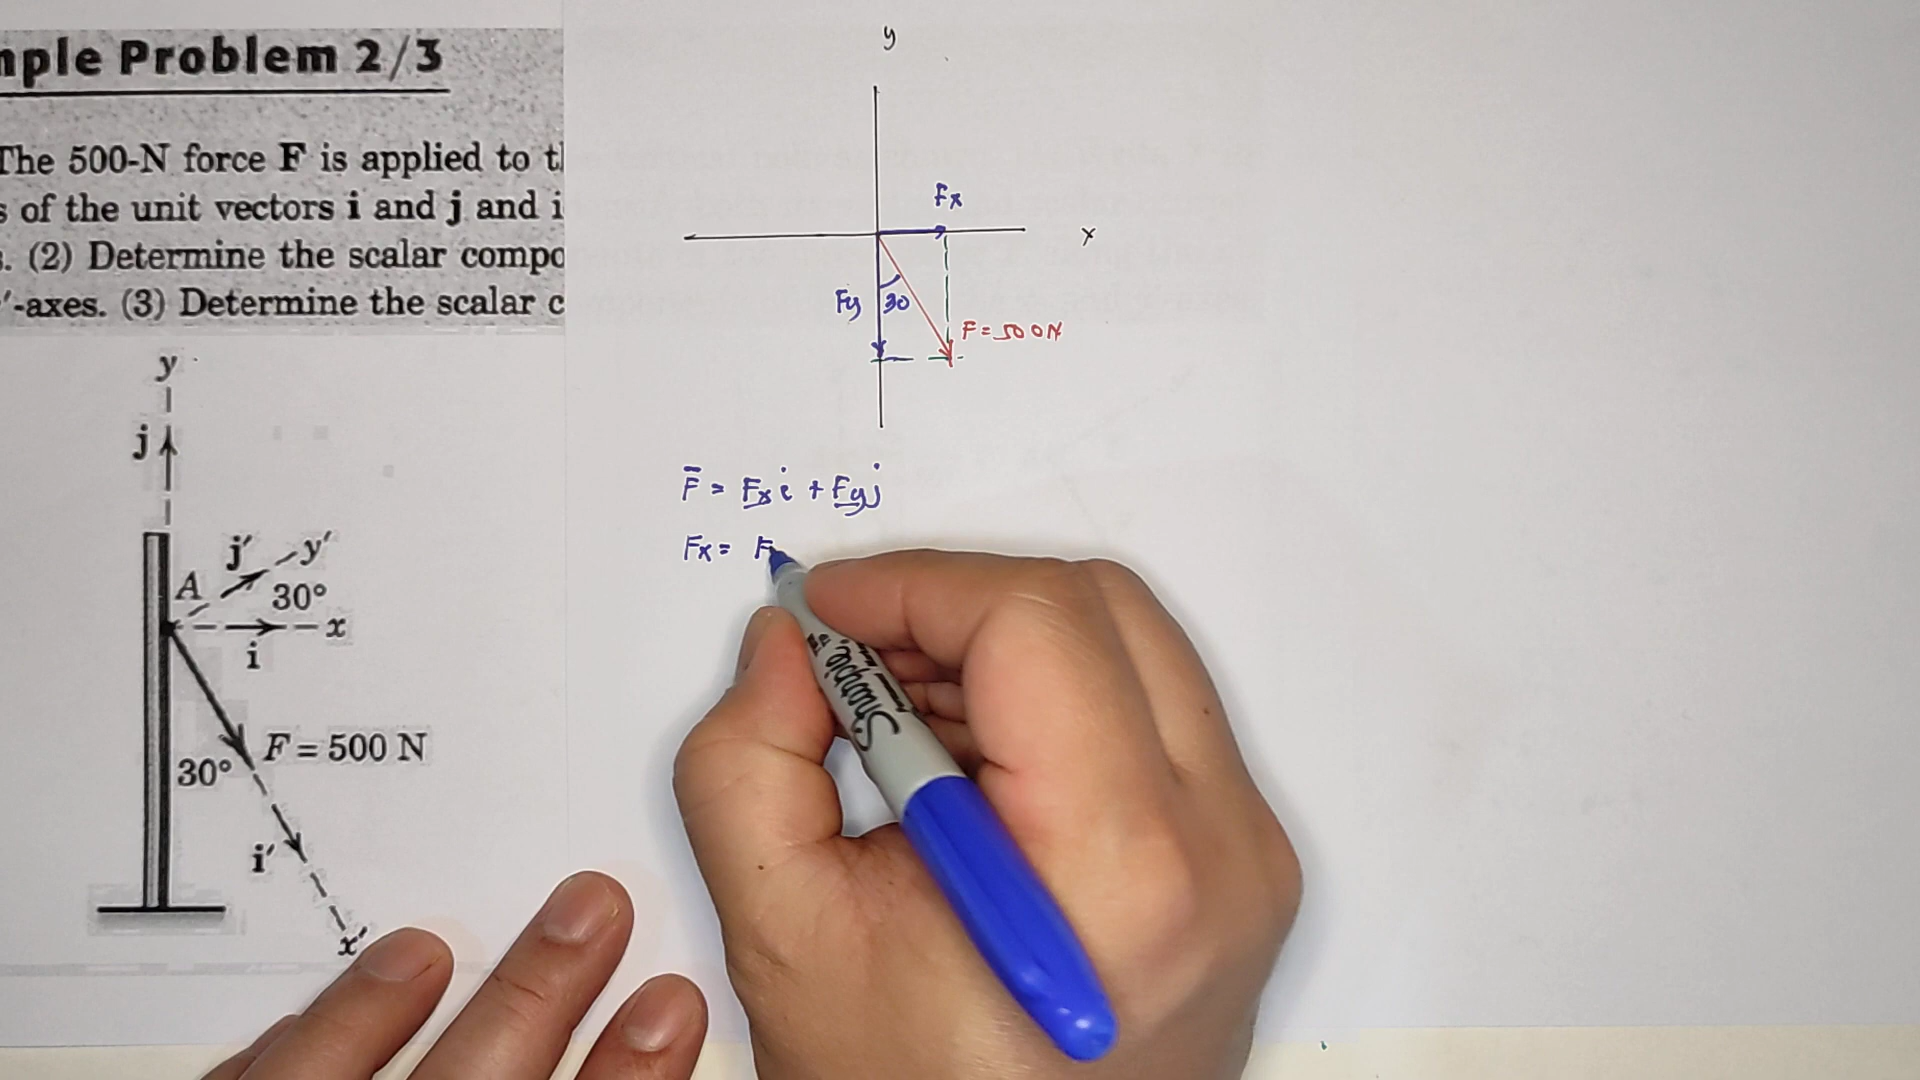 nple Problem 2/3
The 500-N force F is applied to tl
s of the unit vectors i and j and i
s. (2) Determine the scalar compo
'-axes. (3) Determine the scalar c
y
j
j′
y′
A
30°
x
i
F = 500 N
30°
i′
x′
y
Fx
x
Fy
30
F = 500N
F̄ = Fx i + Fy j
Fx = F
Sharpie